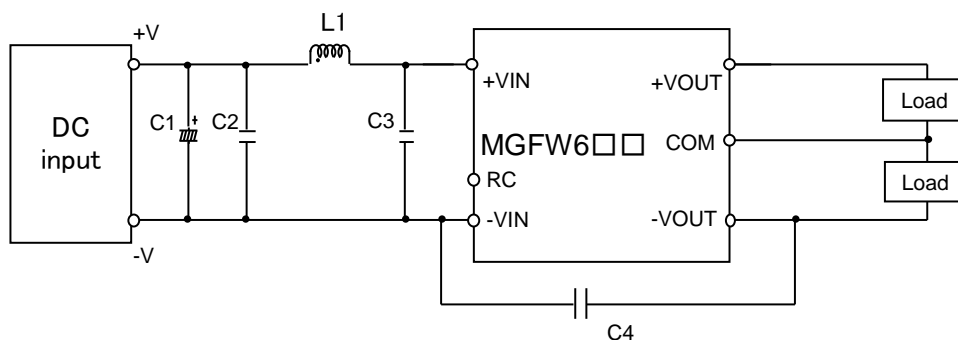 +V
L1
DC
input
C1
+
C2
C3
+VIN
MGFW6□□
RC
-VIN
+VOUT
COM
-VOUT
Load
Load
-V
C4